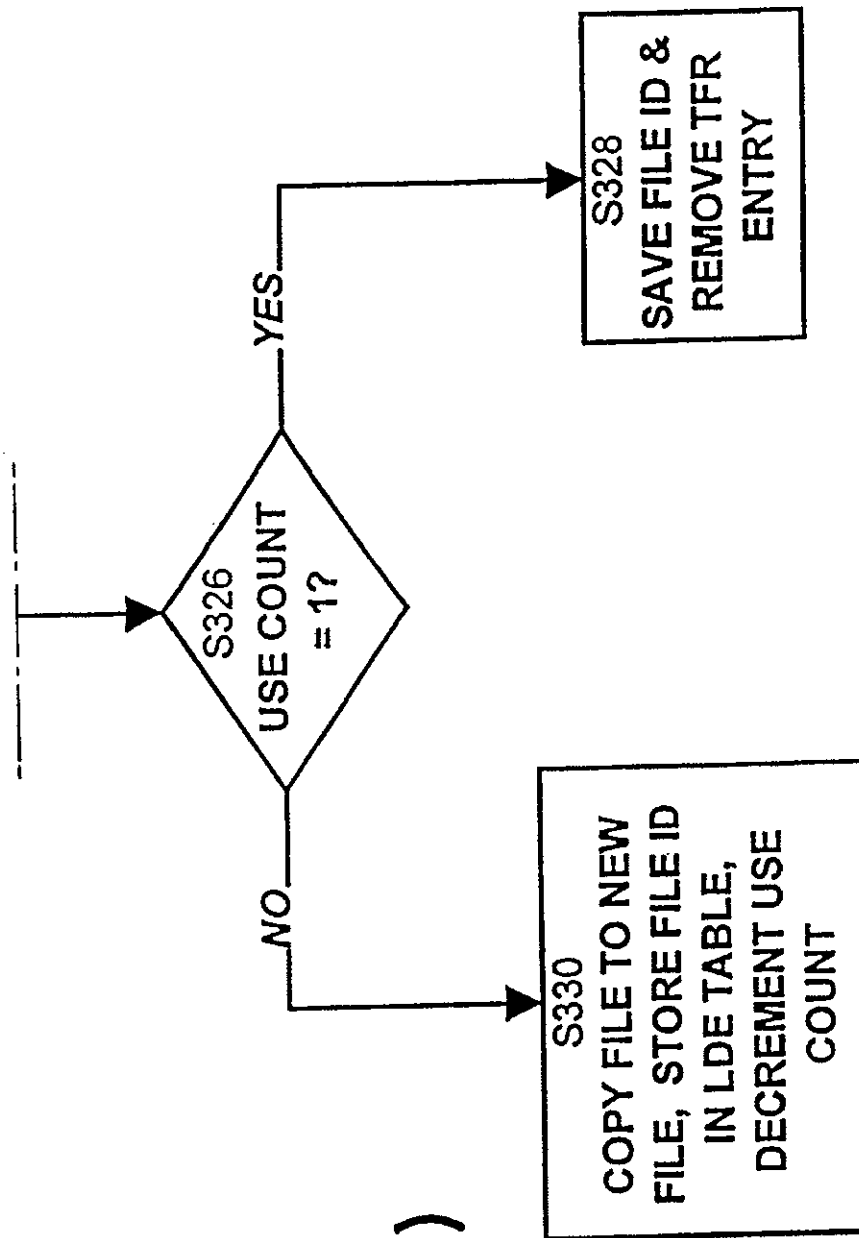 S326
USE COUNT
= 1?
NO
YES
S330
COPY FILE TO NEW
FILE, STORE FILE ID
IN LDE TABLE,
DECREMENT USE
COUNT
S328
SAVE FILE ID &
REMOVE TFR
ENTRY